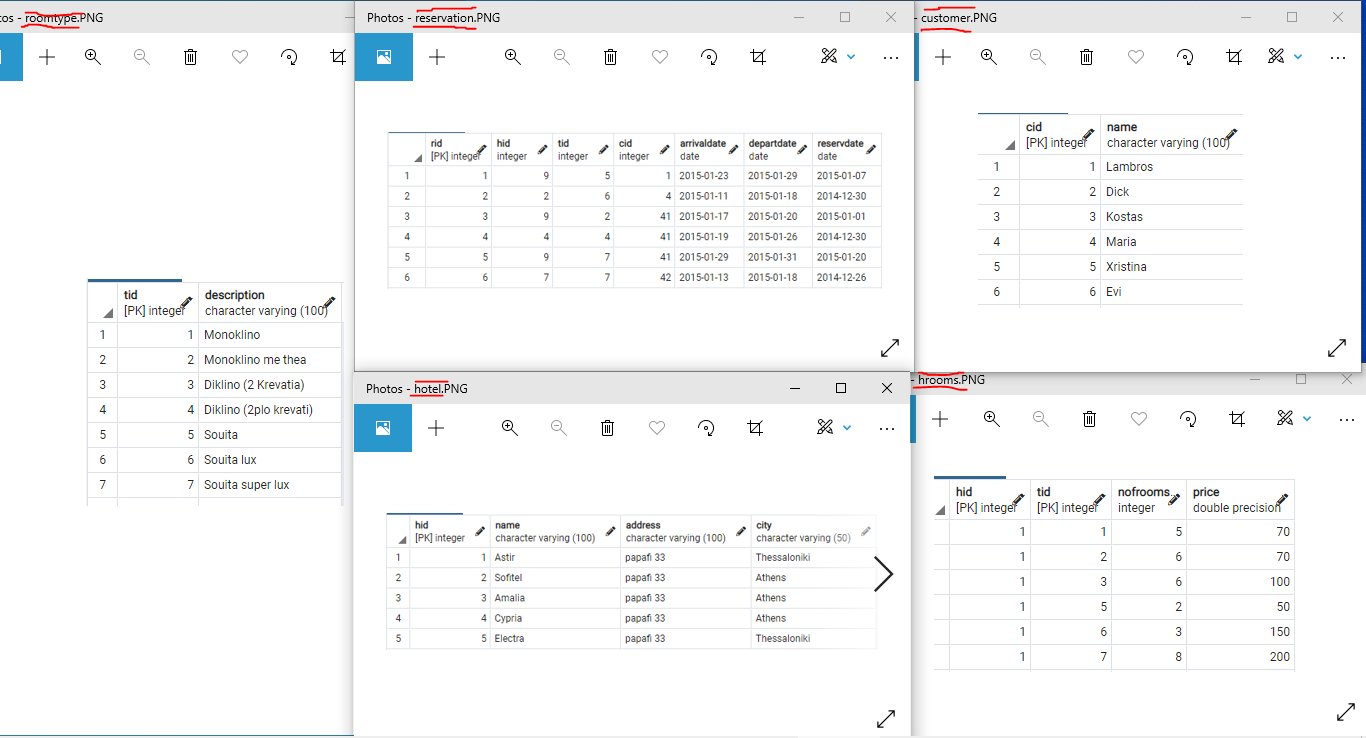 tos - roomtype.PNG
tid description
[PK] integer character varying (100)
1 1 Monoklino
2 2 Monoklino me thea
3 3 Diklino (2 Krevatia)
4 4 Diklino (2plo krevati)
5 5 Souita
6 6 Souita lux
7 7 Souita super lux
Photos - reservation.PNG
rid hid tid cid arrivaldate departdate reservdate
[PK] integer integer integer integer date date date
1 1 9 5 1 2015-01-23 2015-01-29 2015-01-07
2 2 2 6 4 2015-01-11 2015-01-18 2014-12-30
3 3 9 2 41 2015-01-17 2015-01-20 2015-01-01
4 4 4 4 41 2015-01-19 2015-01-26 2014-12-30
5 5 9 7 41 2015-01-29 2015-01-31 2015-01-20
6 6 7 7 42 2015-01-13 2015-01-18 2014-12-26
customer.PNG
cid name
[PK] integer character varying (100)
1 1 Lambros
2 2 Dick
3 3 Kostas
4 4 Maria
5 5 Xristina
6 6 Evi
Photos - hotel.PNG
hid name address city
[PK] integer character varying (100) character varying (100) character varying (50)
1 1 Astir papafi 33 Thessaloniki
2 2 Sofitel papafi 33 Athens
3 3 Amalia papafi 33 Athens
4 4 Cypria papafi 33 Athens
5 5 Electra papafi 33 Thessaloniki
- hrooms.PNG
hid tid nofrooms price
[PK] integer [PK] integer integer double precision
1 1 5 70
1 2 6 70
1 3 6 100
1 5 2 50
1 6 3 150
1 7 8 200